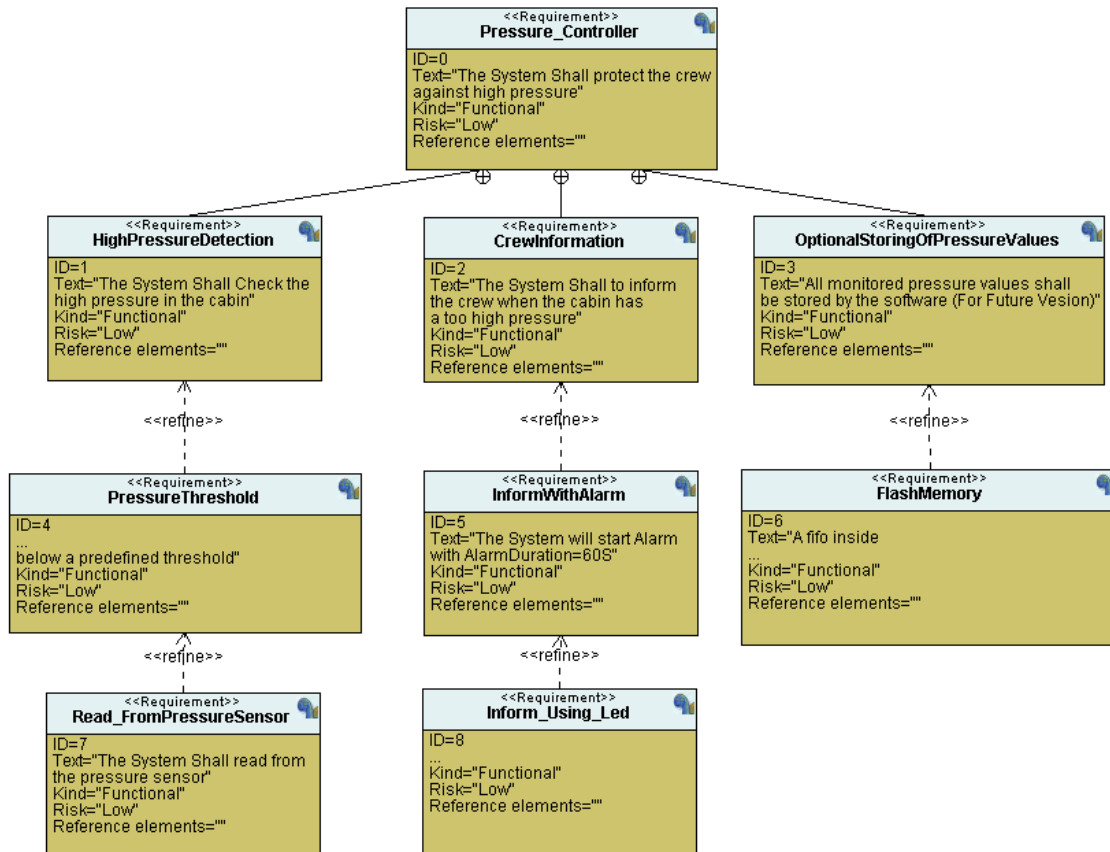 <<Requirement>>
Pressure_Controller
ID=0
Text="The System Shall protect the crew
against high pressure"
Kind="Functional"
Risk="Low"
Reference elements=""
<<Requirement>>
HighPressureDetection
ID=1
Text="The System Shall Check the
high pressure in the cabin"
Kind="Functional"
Risk="Low"
Reference elements=""
<<Requirement>>
CrewInformation
ID=2
Text="The System Shall to inform
the crew when the cabin has
a too high pressure"
Kind="Functional"
Risk="Low"
Reference elements=""
<<Requirement>>
OptionalStoringOfPressureValues
ID=3
Text="All monitored pressure values shall
be stored by the software (For Future Vesion)"
Kind="Functional"
Risk="Low"
Reference elements=""
<<refine>>
<<refine>>
<<refine>>
<<Requirement>>
PressureThreshold
ID=4
...
below a predefined threshold"
Kind="Functional"
Risk="Low"
Reference elements=""
<<Requirement>>
InformWithAlarm
ID=5
Text="The System will start Alarm
with AlarmDuration=60S"
Kind="Functional"
Risk="Low"
Reference elements=""
<<Requirement>>
FlashMemory
ID=6
Text="A fifo inside
...
Kind="Functional"
Risk="Low"
Reference elements=""
<<refine>>
<<refine>>
<<Requirement>>
Read_FromPressureSensor
ID=7
Text="The System Shall read from
the pressure sensor"
Kind="Functional"
Risk="Low"
Reference elements=""
<<Requirement>>
Inform_Using_Led
ID=8
...
Kind="Functional"
Risk="Low"
Reference elements=""